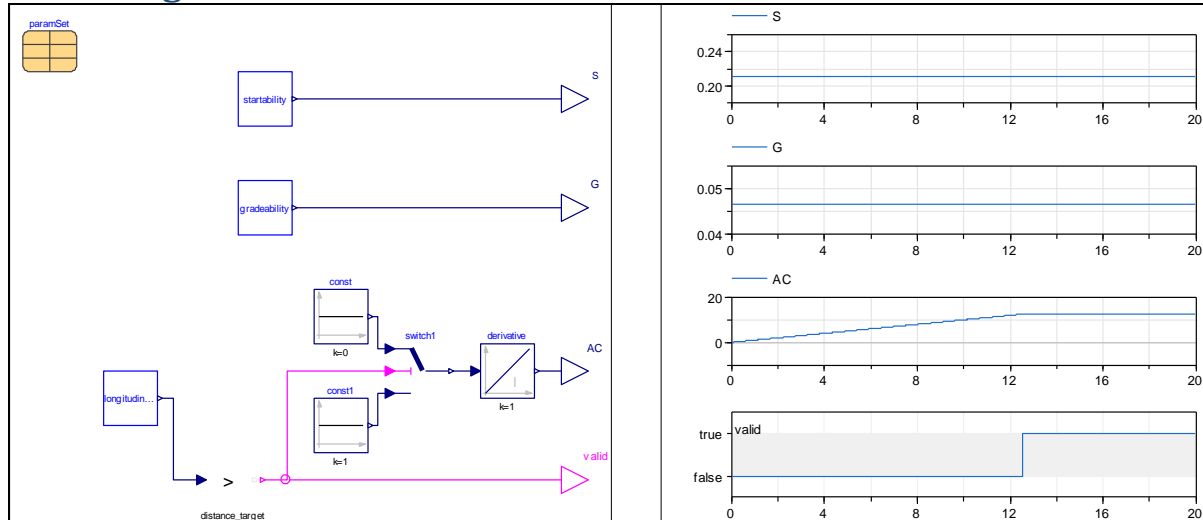 paramSet
startability
S
gradeability
G
const
k=0
switch1
derivative
k=1
AC
longitudin...
const1
k=1
valid
>
distance_target
S
0.24
0.20
0 4 8 12 16 20
G
0.05
0.04
0 4 8 12 16 20
AC
20
0
0 4 8 12 16 20
valid
true
false
0 4 8 12 16 20